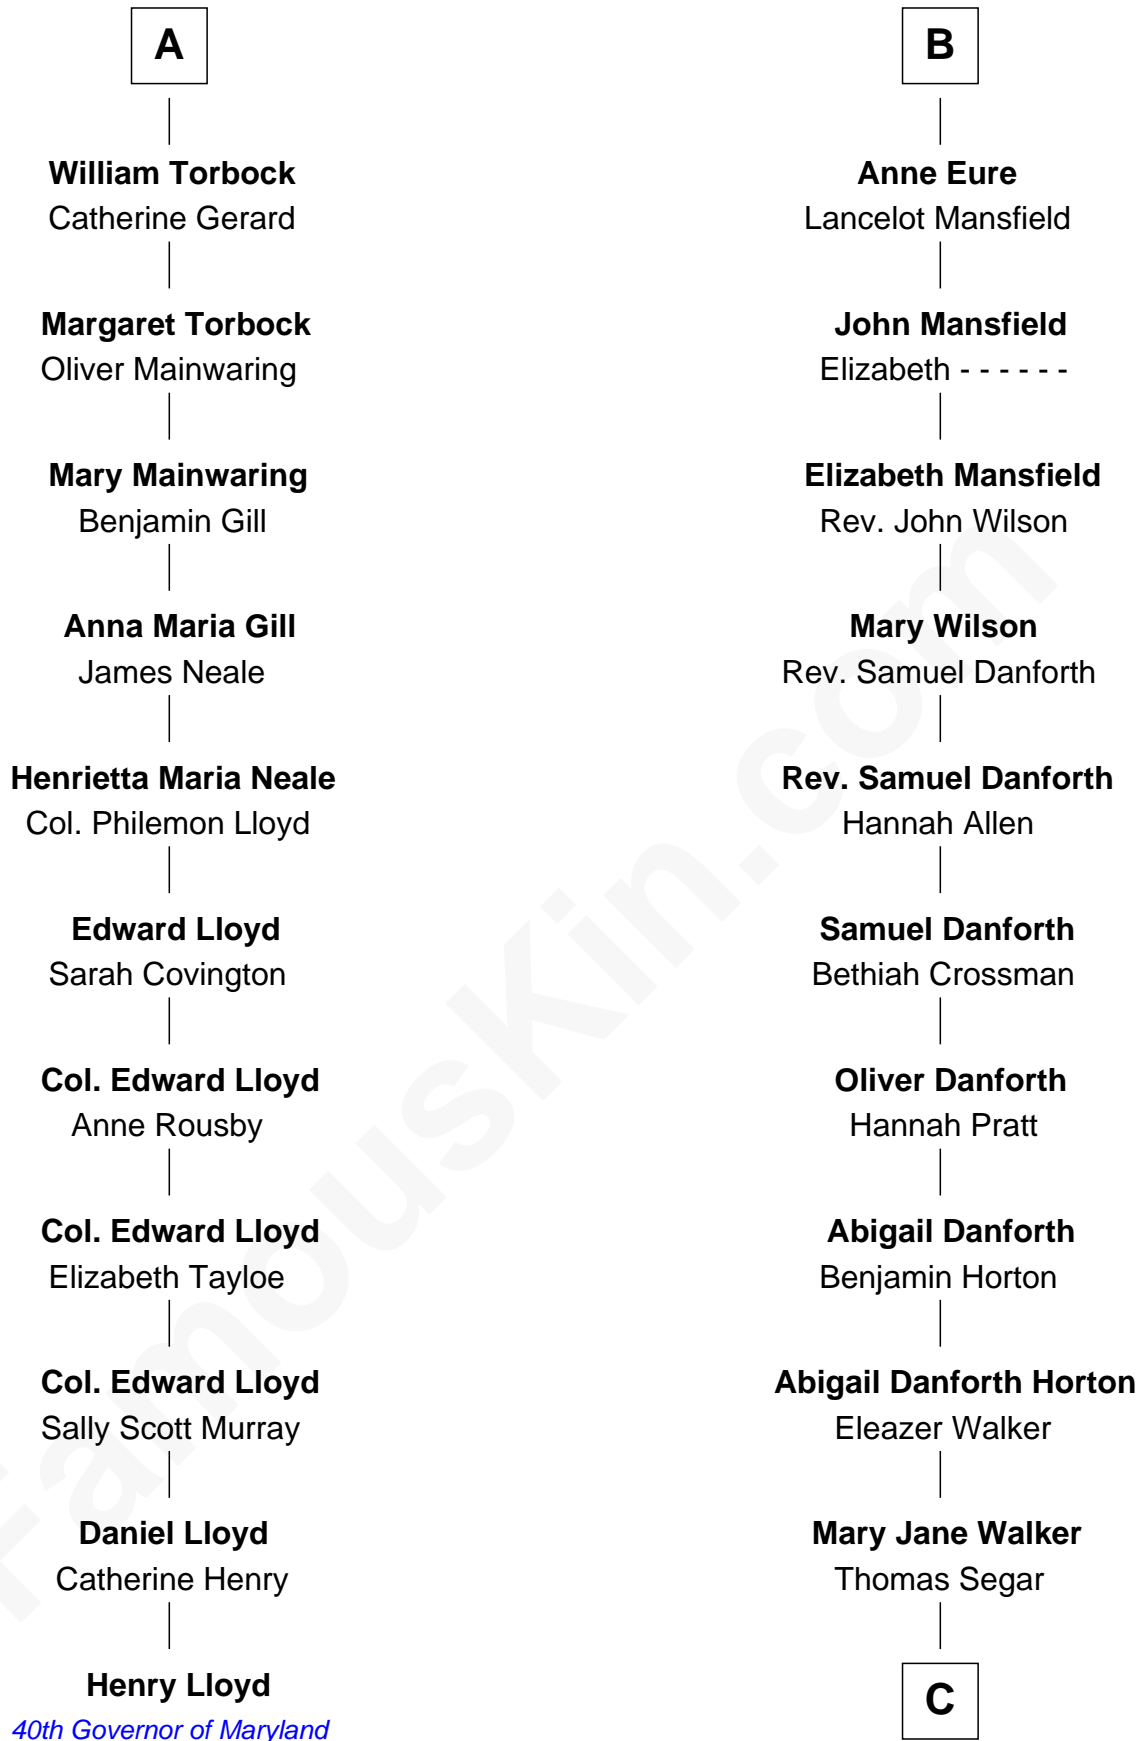 A
William Torbock
Catherine Gerard
Margaret Torbock
Oliver Mainwaring
Mary Mainwaring
Benjamin Gill
Anna Maria Gill
James Neale
Henrietta Maria Neale
Col. Philemon Lloyd
Edward Lloyd
Sarah Covington
Col. Edward Lloyd
Anne Rousby
Col. Edward Lloyd
Elizabeth Tayloe
Col. Edward Lloyd
Sally Scott Murray
Daniel Lloyd
Catherine Henry
Henry Lloyd
40th Governor of Maryland
B
Anne Eure
Lancelot Mansfield
John Mansfield
Elizabeth - - - - - -
Elizabeth Mansfield
Rev. John Wilson
Mary Wilson
Rev. Samuel Danforth
Rev. Samuel Danforth
Hannah Allen
Samuel Danforth
Bethiah Crossman
Oliver Danforth
Hannah Pratt
Abigail Danforth
Benjamin Horton
Abigail Danforth Horton
Eleazer Walker
Mary Jane Walker
Thomas Segar
C
FamousKin.com